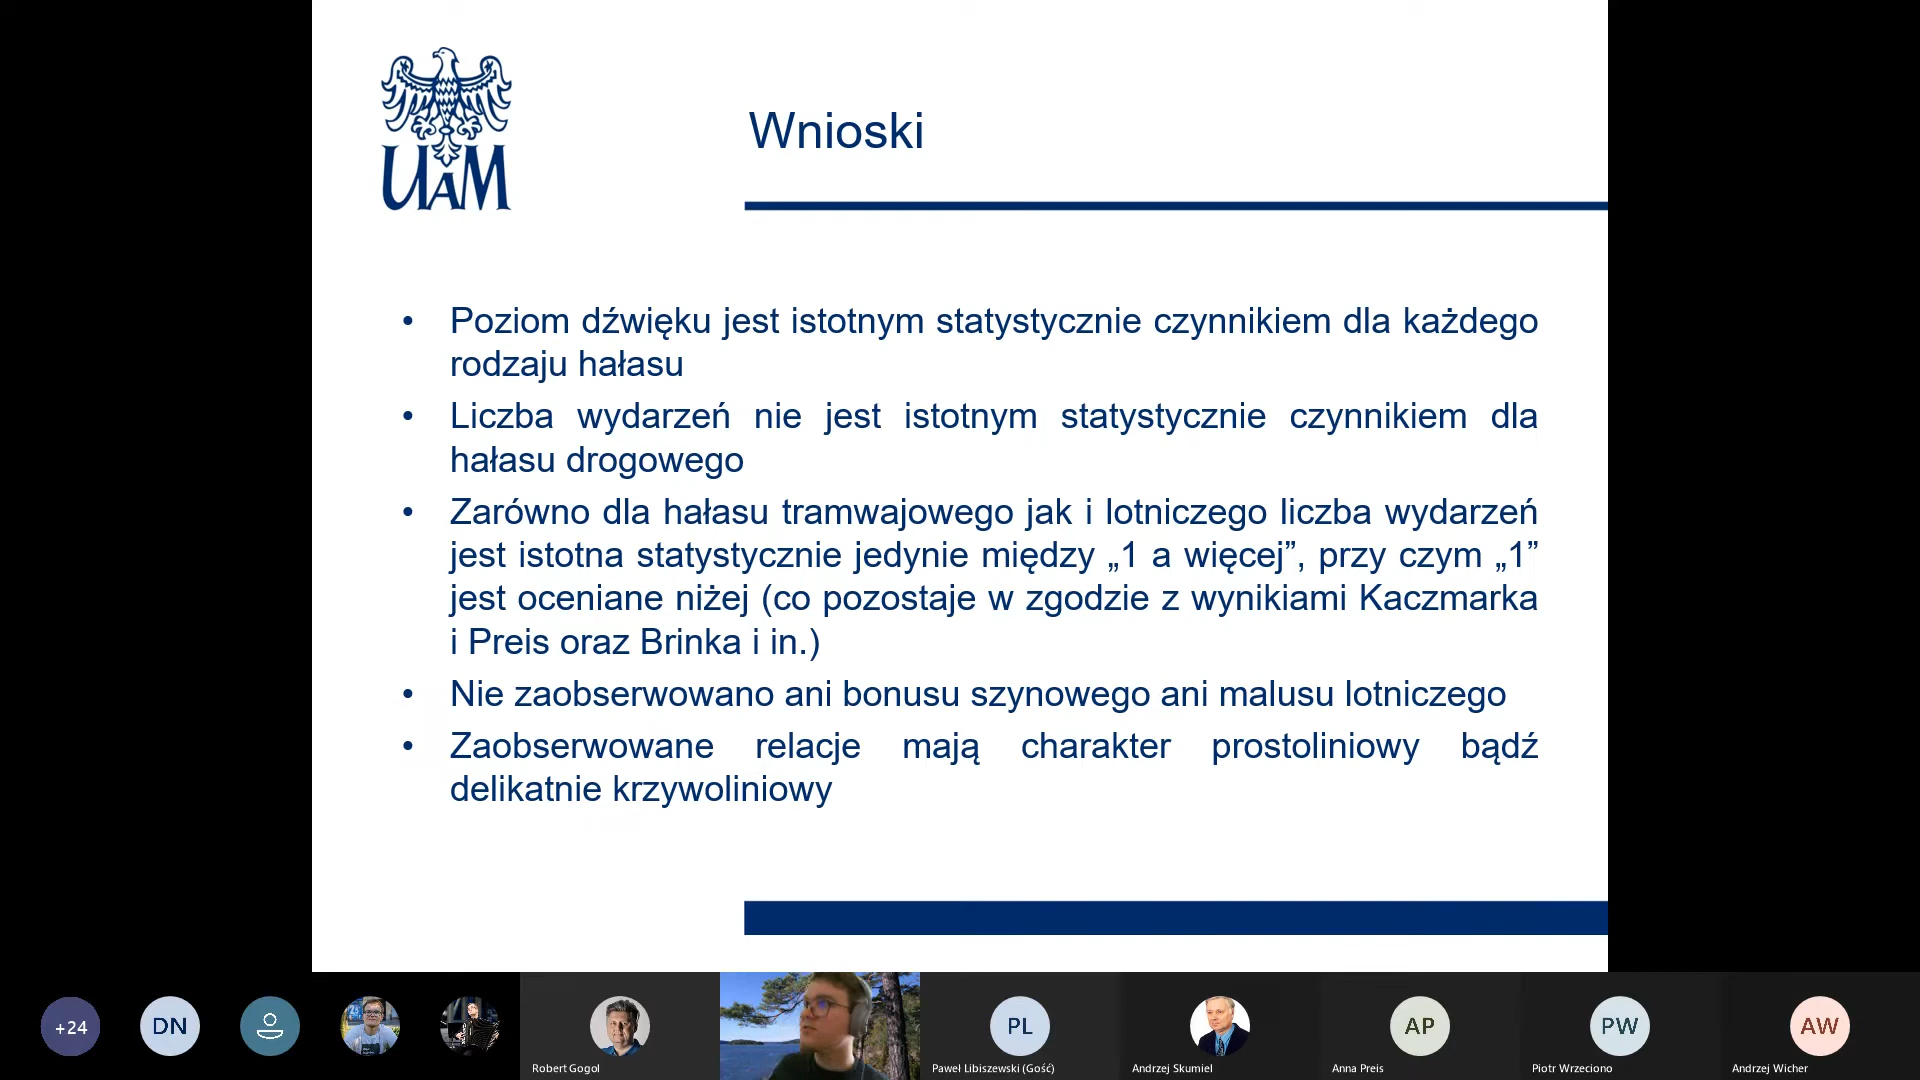 UAM
Wnioski
• Poziom dźwięku jest istotnym statystycznie czynnikiem dla każdego
rodzaju hałasu
• Liczba wydarzeń nie jest istotnym statystycznie czynnikiem dla
hałasu drogowego
• Zarówno dla hałasu tramwajowego jak i lotniczego liczba wydarzeń
jest istotna statystycznie jedynie między „1 a więcej”, przy czym „1”
jest oceniane niżej (co pozostaje w zgodzie z wynikiami Kaczmarka
i Preis oraz Brinka i in.)
• Nie zaobserwowano ani bonusu szynowego ani malusu lotniczego
• Zaobserwowane relacje mają charakter prostoliniowy bądź
delikatnie krzywoliniowy
+24
DN
Robert Gogol
PL
Paweł Libiszewski (Gość)
Andrzej Skumiel
AP
Anna Preis
PW
Piotr Wrzeciono
AW
Andrzej Wicher